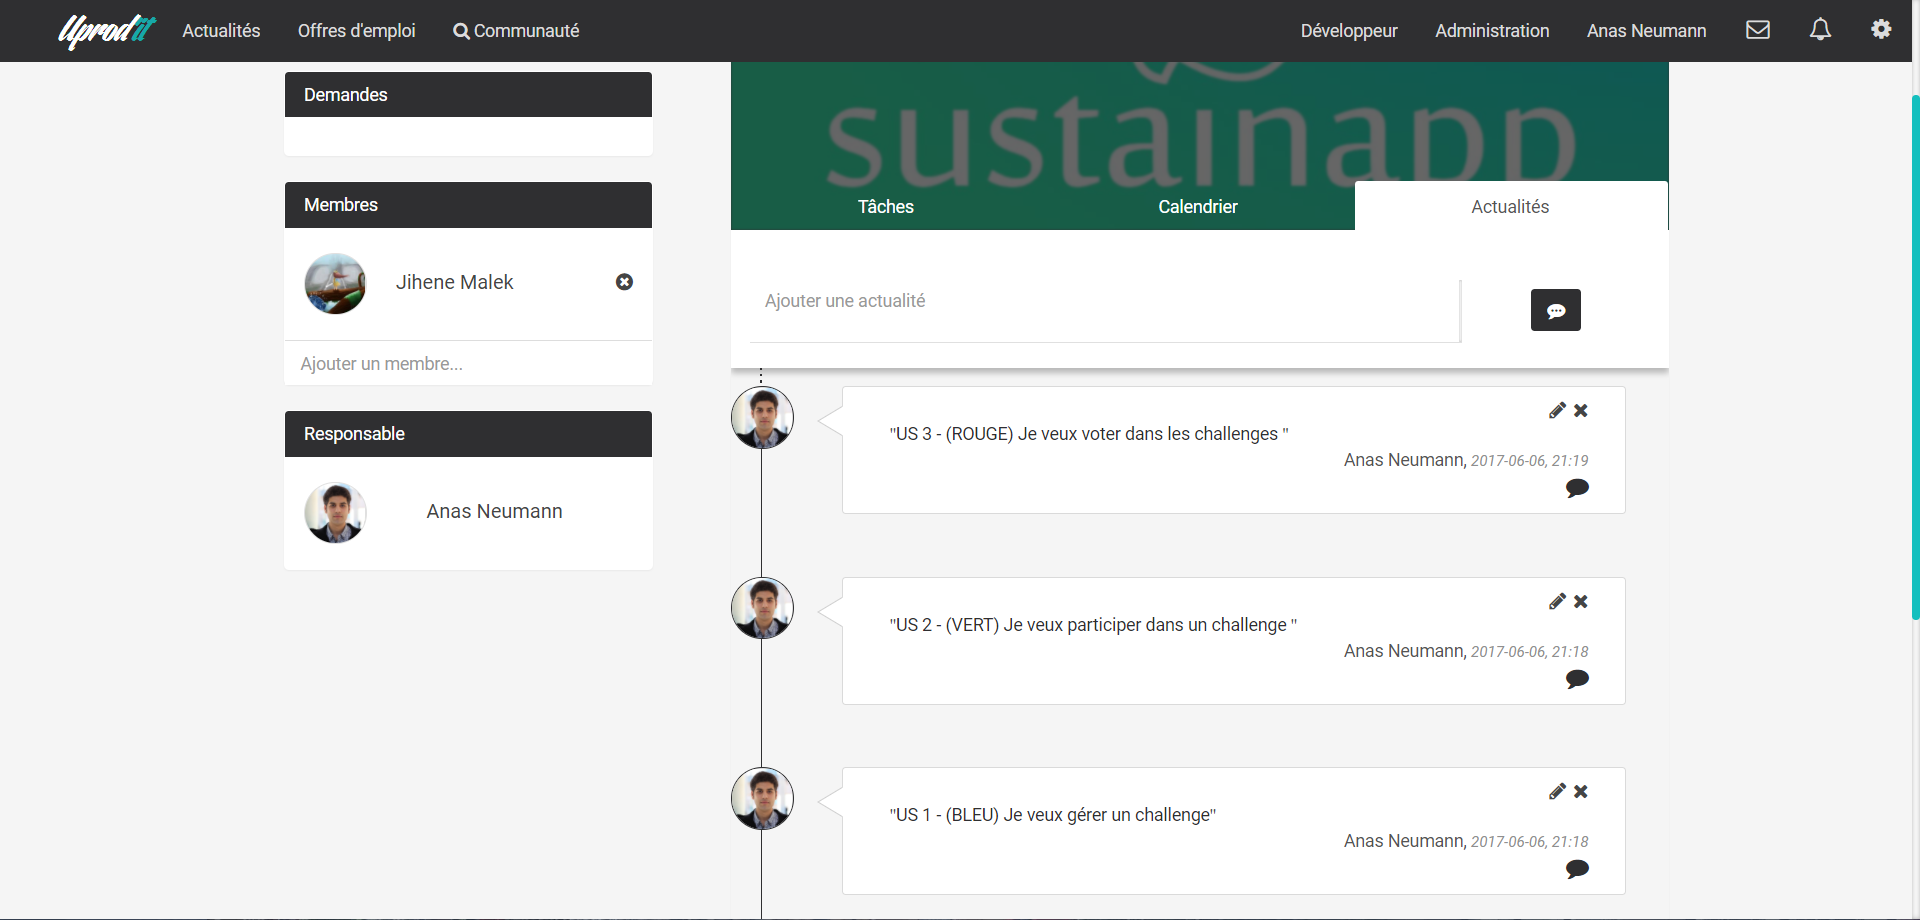 Uprodit
Actualités
Offres d'emploi
Communauté
Développeur
Administration
Anas Neumann
Demandes
Membres
Jihene Malek
Ajouter un membre...
Responsable
Anas Neumann
sustainapp
Tâches
Calendrier
Actualités
Ajouter une actualité
"US 3 - (ROUGE) Je veux voter dans les challenges "
Anas Neumann, 2017-06-06, 21:19
"US 2 - (VERT) Je veux participer dans un challenge "
Anas Neumann, 2017-06-06, 21:18
"US 1 - (BLEU) Je veux gérer un challenge"
Anas Neumann, 2017-06-06, 21:18